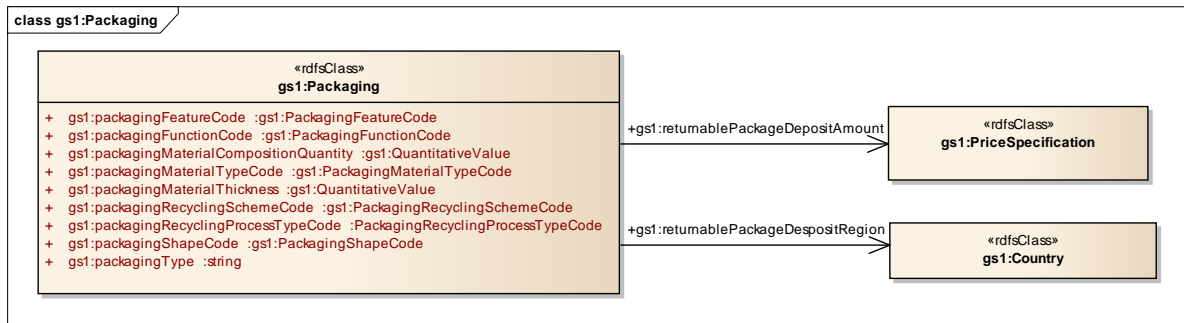 class gs1:Packaging
«rdfsClass»
gs1:Packaging
+ gs1:packagingFeatureCode :gs1:PackagingFeatureCode
+ gs1:packagingFunctionCode :gs1:PackagingFunctionCode
+ gs1:packagingMaterialCompositionQuantity :gs1:QuantitativeValue
+ gs1:packagingMaterialTypeCode :gs1:PackagingMaterialTypeCode
+ gs1:packagingMaterialThickness :gs1:QuantitativeValue
+ gs1:packagingRecyclingSchemeCode :gs1:PackagingRecyclingSchemeCode
+ gs1:packagingRecyclingProcessTypeCode :PackagingRecyclingProcessTypeCode
+ gs1:packagingShapeCode :gs1:PackagingShapeCode
+ gs1:packagingType :string
+gs1:returnablePackageDepositAmount
«rdfsClass»
gs1:PriceSpecification
+gs1:returnablePackageDespositRegion
«rdfsClass»
gs1:Country